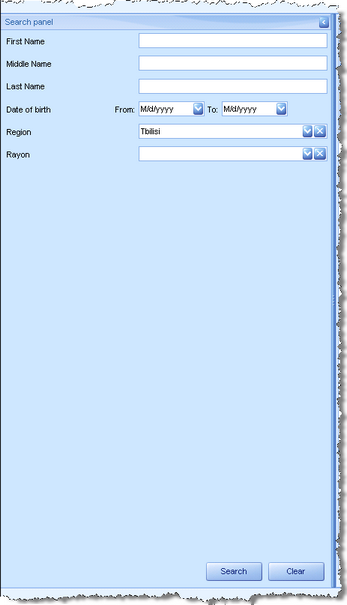 Search panel
First Name
Middle Name
Last Name
Date of birth From: M/d/yyyy To: M/d/yyyy
Region Tbilisi
Rayon
Search Clear